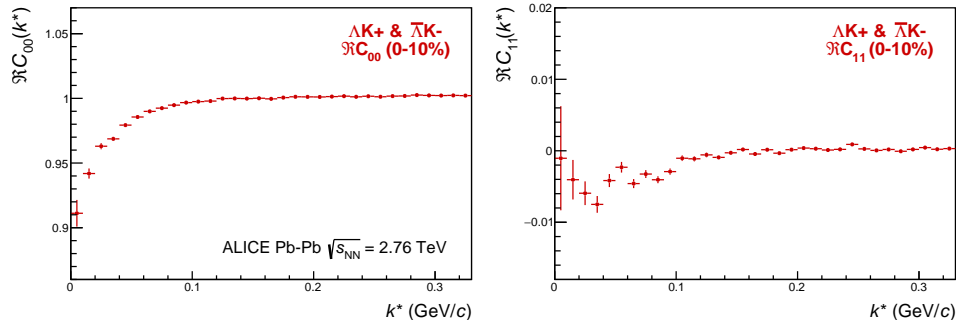 ΛK+ & Λ̅K-
ℜC₀₀ (0-10%)
ℜC₀₀(k*)
1.05
1
0.95
0.9
ALICE Pb-Pb √sNN = 2.76 TeV
0 0.1 0.2 0.3
k* (GeV/c)
ΛK+ & Λ̅K-
ℜC₁₁ (0-10%)
ℜC₁₁(k*)
0.02
0.01
0
−0.01
0 0.1 0.2 0.3
k* (GeV/c)